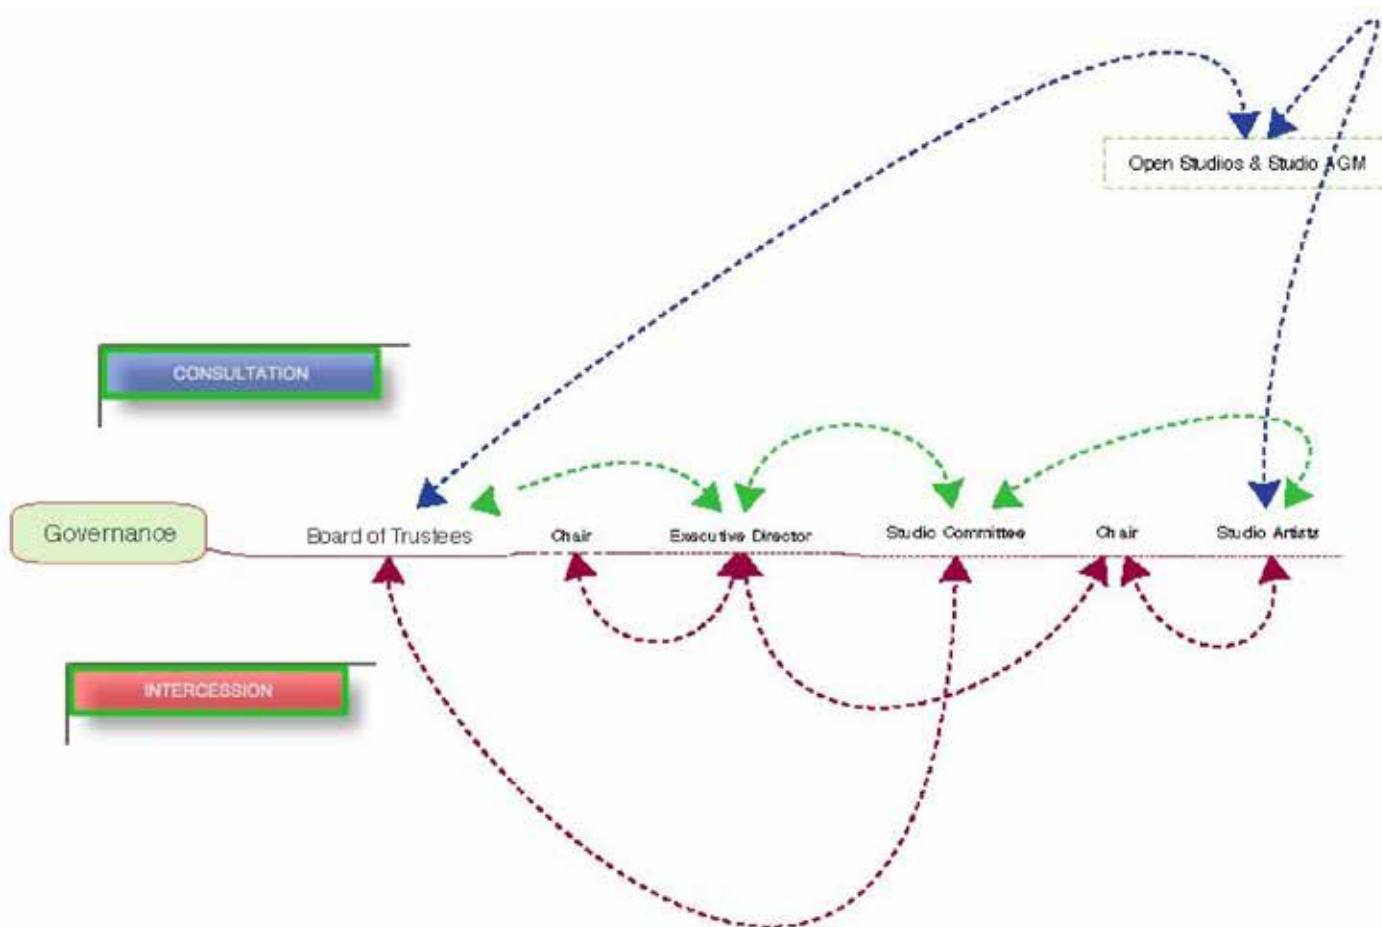 Open Studios & Studio AGM
CONSULTATION
Governance
Board of Trustees
Chair
Executive Director
Studio Committee
Chair
Studio Artists
INTERCESSION